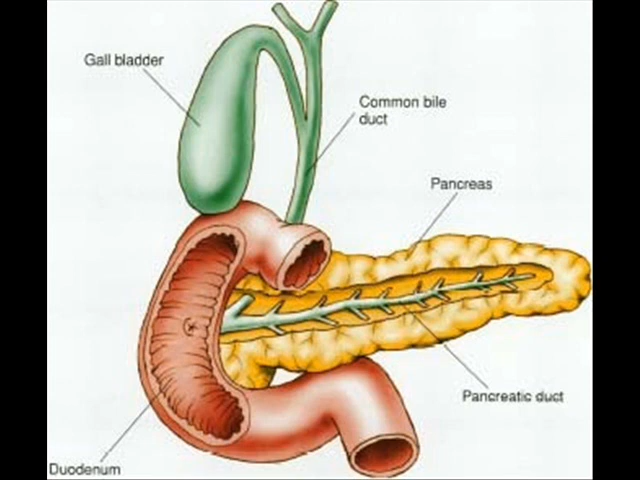 Gall bladder
Common bile
duct
Pancreas
Pancreatic duct
Duodenum